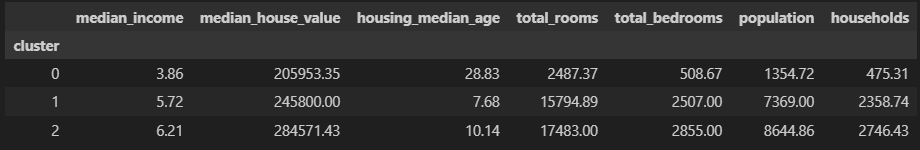 median_income median_house_value housing_median_age total_rooms total_bedrooms population households
cluster
0 3.86 205953.35 28.83 2487.37 508.67 1354.72 475.31
1 5.72 245800.00 7.68 15794.89 2507.00 7369.00 2358.74
2 6.21 284571.43 10.14 17483.00 2855.00 8644.86 2746.43